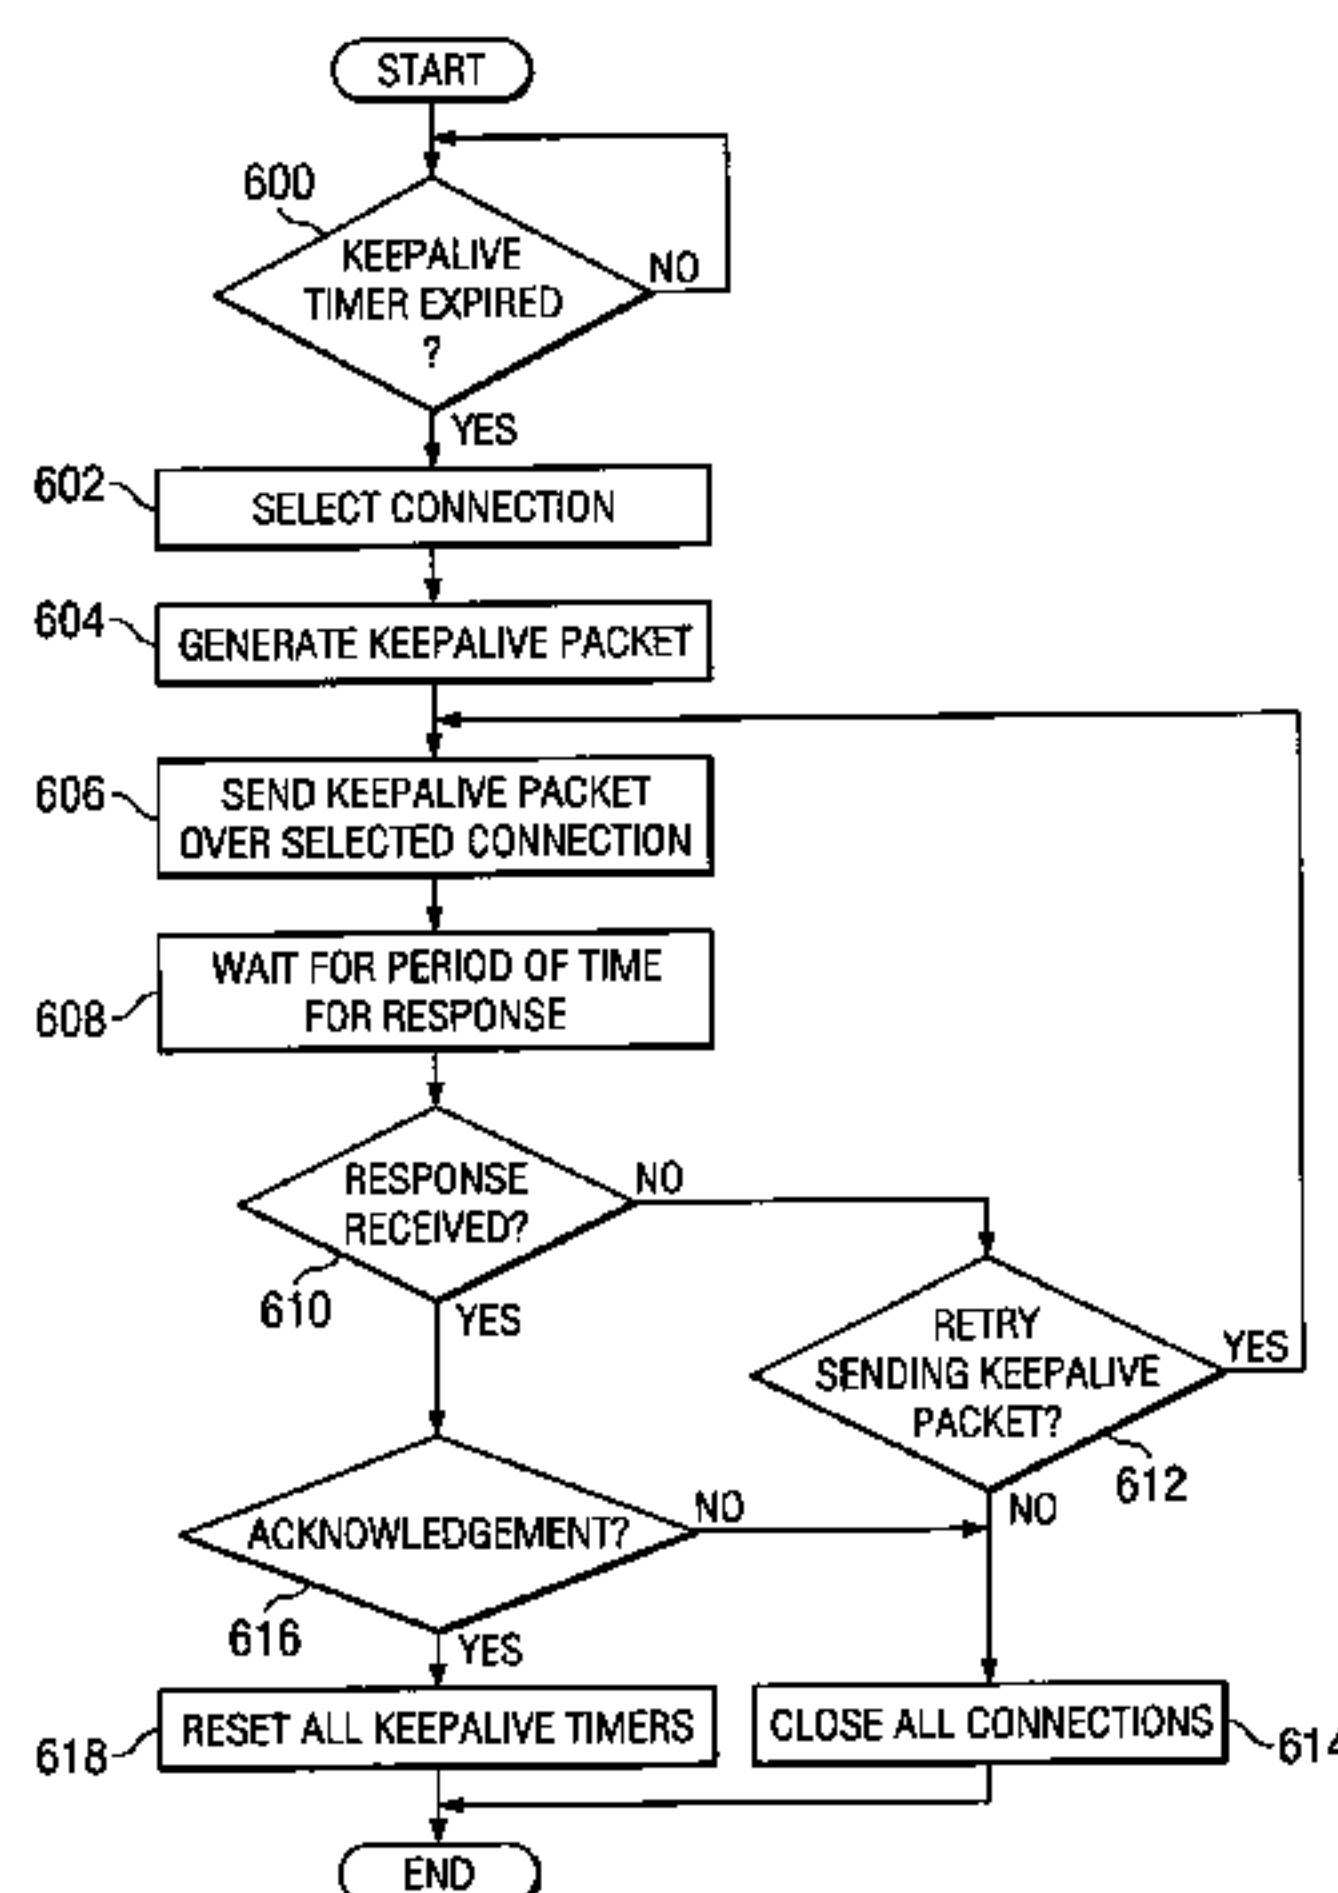 START
600
KEEPALIVE
TIMER EXPIRED
?
NO
YES
602
SELECT CONNECTION
604
GENERATE KEEPALIVE PACKET
606
SEND KEEPALIVE PACKET
OVER SELECTED CONNECTION
608
WAIT FOR PERIOD OF TIME
FOR RESPONSE
RESPONSE
RECEIVED?
NO
610
YES
RETRY
SENDING KEEPALIVE
PACKET?
YES
612
NO
ACKNOWLEDGEMENT?
NO
616
YES
618
RESET ALL KEEPALIVE TIMERS
CLOSE ALL CONNECTIONS
614
END